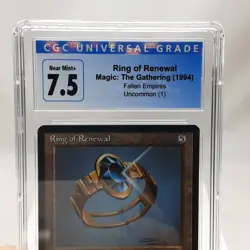 CGC UNIVERSAL GRADE
Near Mint+
7.5
Ring of Renewal
Magic: The Gathering (1994)
Fallen Empires
Uncommon (1)
Ring of Renewal
5